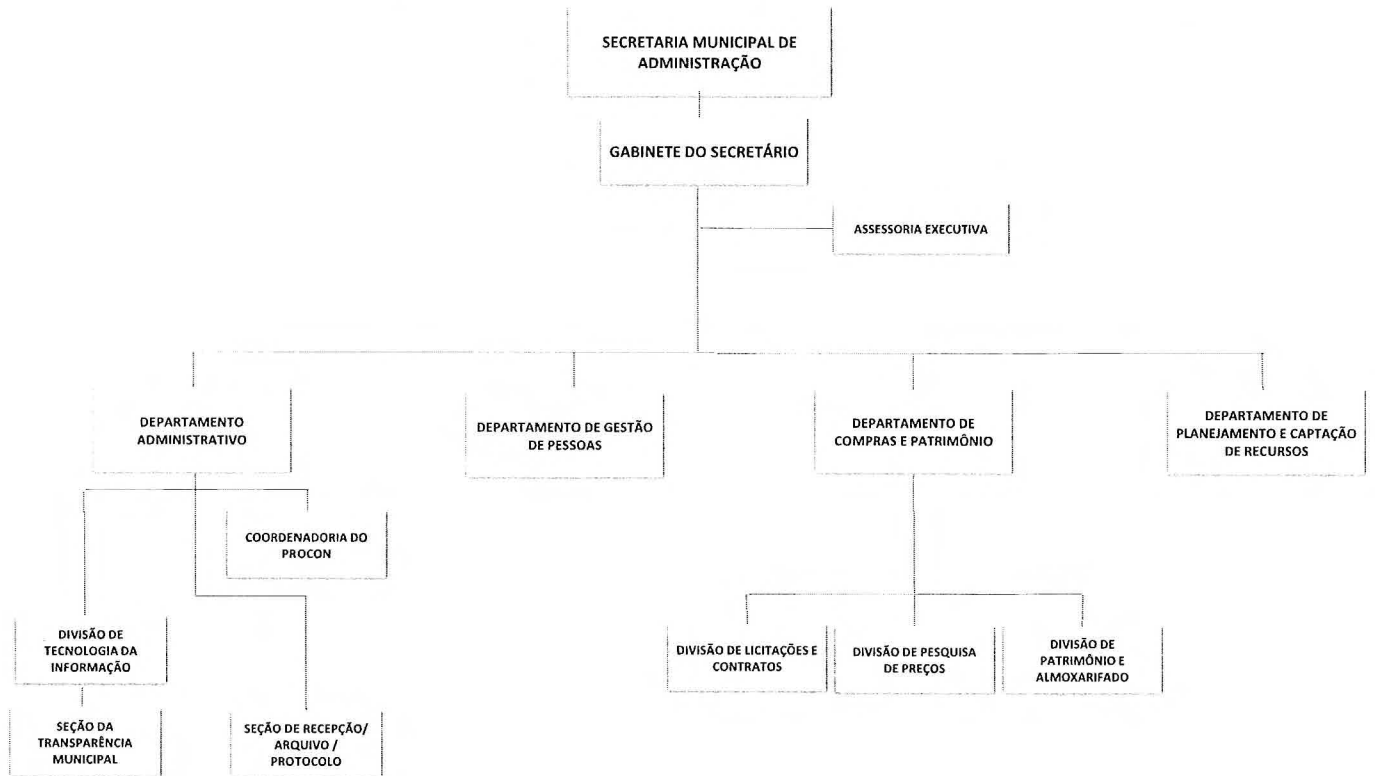 SECRETARIA MUNICIPAL DE
ADMINISTRAÇÃO
GABINETE DO SECRETÁRIO
ASSESSORIA EXECUTIVA
DEPARTAMENTO
ADMINISTRATIVO
DEPARTAMENTO DE GESTÃO
DE PESSOAS
DEPARTAMENTO DE
COMPRAS E PATRIMÔNIO
DEPARTAMENTO DE
PLANEJAMENTO E CAPTAÇÃO
DE RECURSOS
COORDENADORIA DO
PROCON
DIVISÃO DE
TECNOLOGIA DA
INFORMAÇÃO
DIVISÃO DE LICITAÇÕES E
CONTRATOS
DIVISÃO DE PESQUISA
DE PREÇOS
DIVISÃO DE
PATRIMÔNIO E
ALMOXARIFADO
SEÇÃO DA
TRANSPARÊNCIA
MUNICIPAL
SEÇÃO DE RECEPÇÃO/
ARQUIVO /
PROTOCOLO